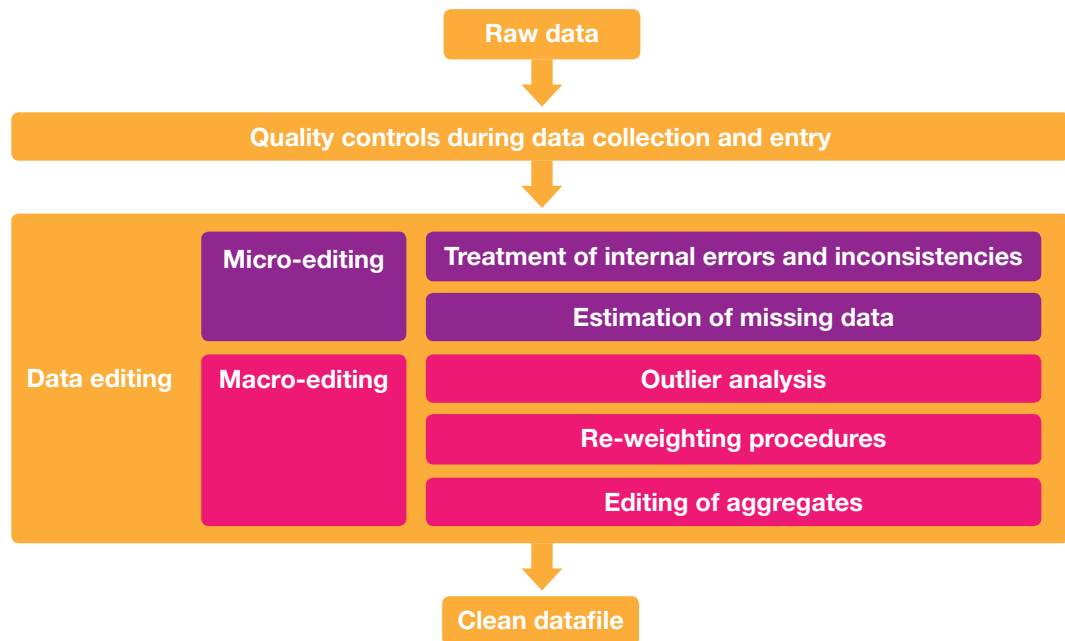 Raw data
Quality controls during data collection and entry
Data editing
Micro-editing
Treatment of internal errors and inconsistencies
Estimation of missing data
Macro-editing
Outlier analysis
Re-weighting procedures
Editing of aggregates
Clean datafile